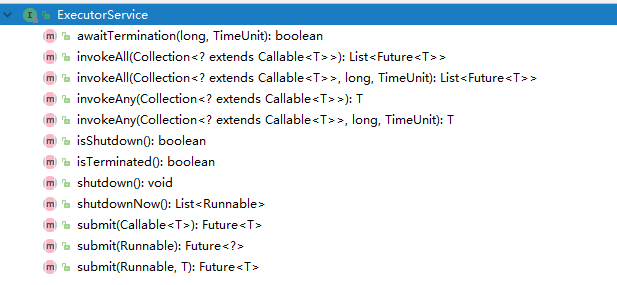 ExecutorService
awaitTermination(long, TimeUnit): boolean
invokeAll(Collection<? extends Callable<T>>): List<Future<T>>
invokeAll(Collection<? extends Callable<T>>, long, TimeUnit): List<Future<T>>
invokeAny(Collection<? extends Callable<T>>): T
invokeAny(Collection<? extends Callable<T>>, long, TimeUnit): T
isShutdown(): boolean
isTerminated(): boolean
shutdown(): void
shutdownNow(): List<Runnable>
submit(Callable<T>): Future<T>
submit(Runnable): Future<?>
submit(Runnable, T): Future<T>